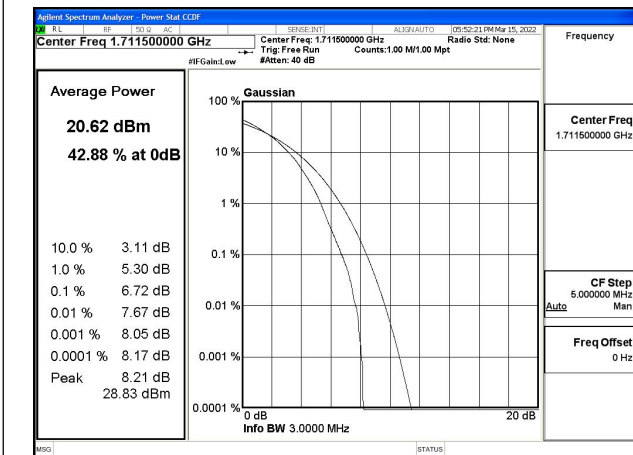 Agilent Spectrum Analyzer - Power Stat CCDF
RL RF 50 Ω AC SENSE:INT ALIGN AUTO 05:52:21 PM Mar 15, 2022
Center Freq 1.711500000 GHz
Center Freq: 1.711500000 GHz Radio Std: None
Trig: Free Run Counts:1.00 M/1.00 Mpt
#IFGain:Low #Atten: 40 dB
Frequency
Average Power
20.62 dBm
42.88 % at 0dB
10.0 % 3.11 dB
1.0 % 5.30 dB
0.1 % 6.72 dB
0.01 % 7.67 dB
0.001 % 8.05 dB
0.0001 % 8.17 dB
Peak 8.21 dB
28.83 dBm
Gaussian
100 %
10 %
1 %
0.1 %
0.01 %
0.001 %
0.0001 %
0 dB 20 dB
Info BW 3.0000 MHz
Center Freq
1.711500000 GHz
CF Step
5.000000 MHz
Auto Man
Freq Offset
0 Hz
MSG STATUS